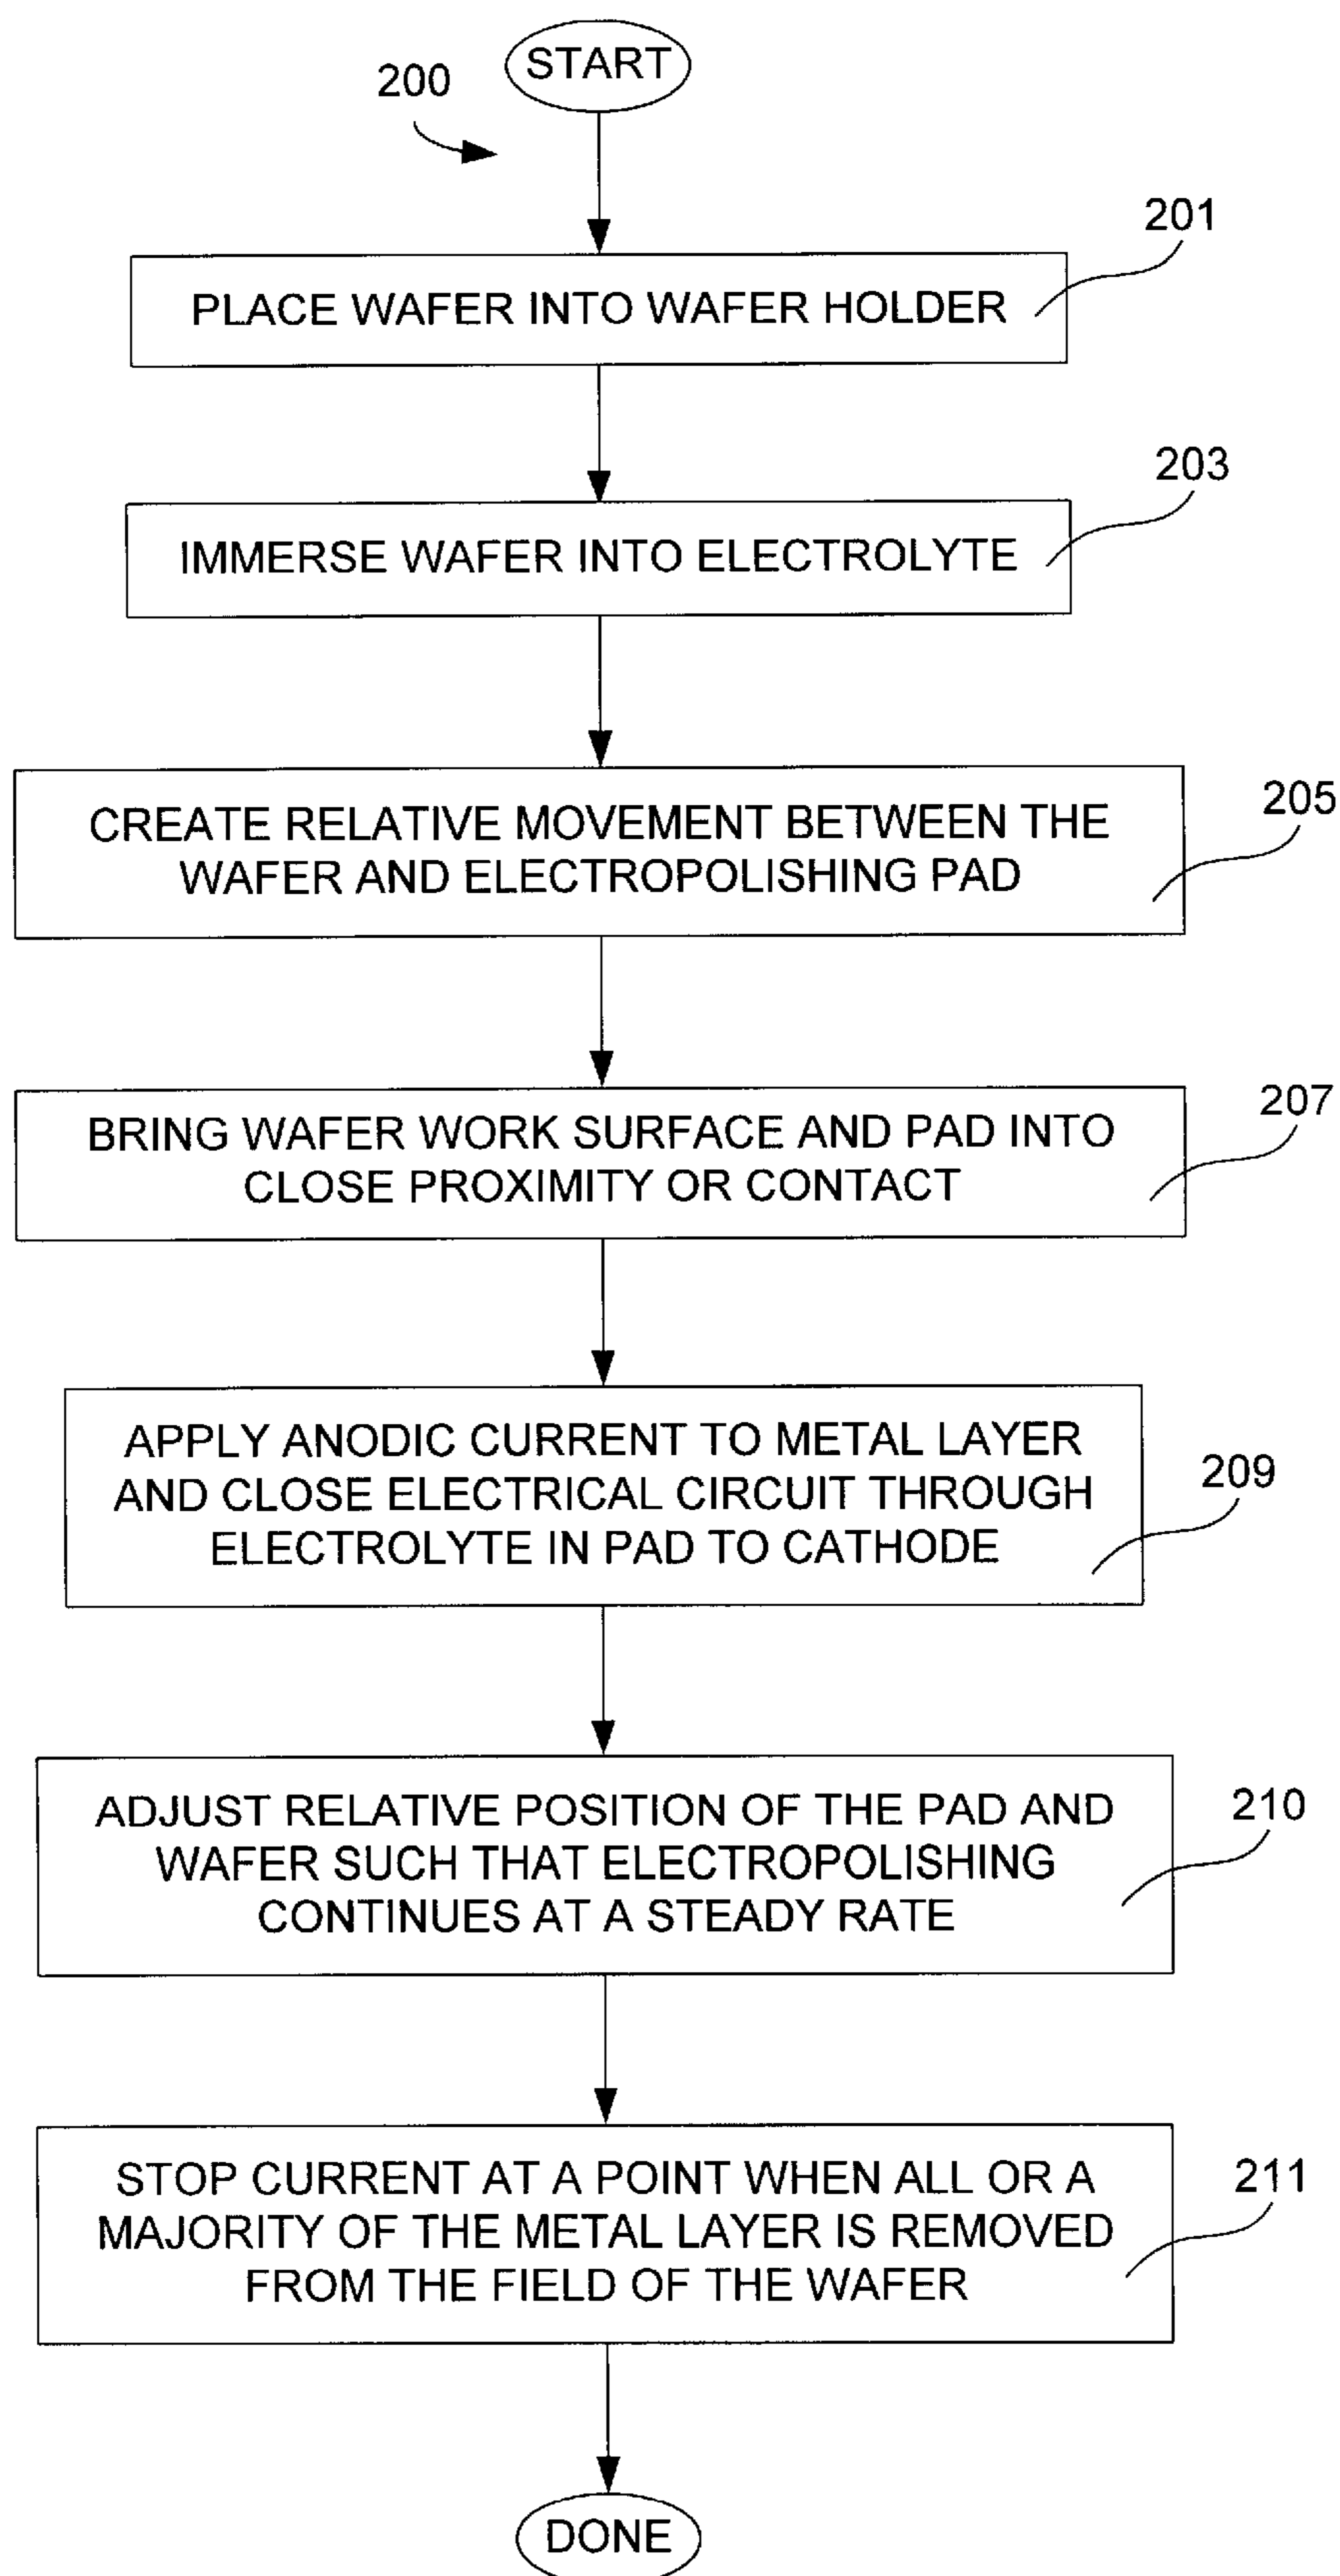 START
200
201
PLACE WAFER INTO WAFER HOLDER
203
IMMERSE WAFER INTO ELECTROLYTE
205
CREATE RELATIVE MOVEMENT BETWEEN THE
WAFER AND ELECTROPOLISHING PAD
207
BRING WAFER WORK SURFACE AND PAD INTO
CLOSE PROXIMITY OR CONTACT
209
APPLY ANODIC CURRENT TO METAL LAYER
AND CLOSE ELECTRICAL CIRCUIT THROUGH
ELECTROLYTE IN PAD TO CATHODE
210
ADJUST RELATIVE POSITION OF THE PAD AND
WAFER SUCH THAT ELECTROPOLISHING
CONTINUES AT A STEADY RATE
211
STOP CURRENT AT A POINT WHEN ALL OR A
MAJORITY OF THE METAL LAYER IS REMOVED
FROM THE FIELD OF THE WAFER
DONE